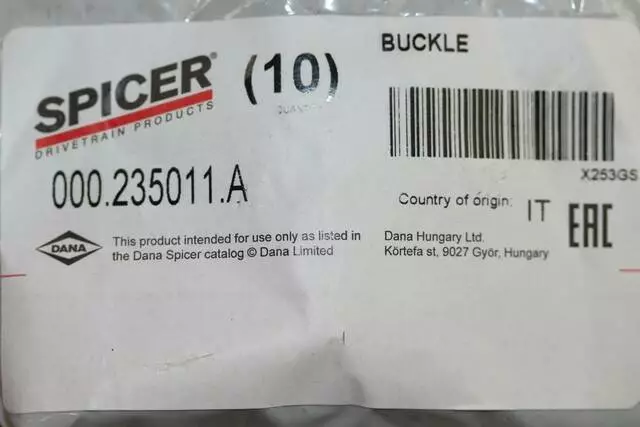 SPICER®
DRIVETRAIN PRODUCTS
(10)
BUCKLE
X253GS
000.235011.A
Country of origin: IT
EAC
DANA
This product intended for use only as listed in
the Dana Spicer catalog © Dana Limited
Dana Hungary Ltd.
Körtefa st, 9027 Győr, Hungary